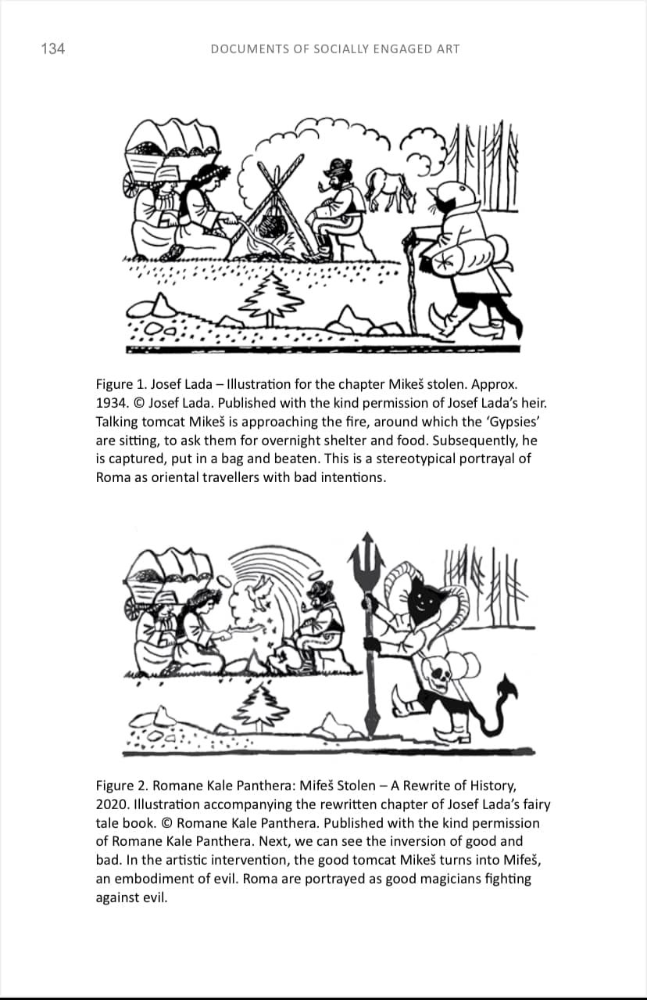 134
DOCUMENTS OF SOCIALLY ENGAGED ART
Figure 1. Josef Lada – Illustration for the chapter Mikeš stolen. Approx.
1934. © Josef Lada. Published with the kind permission of Josef Lada’s heir.
Talking tomcat Mikeš is approaching the fire, around which the ‘Gypsies’
are sitting, to ask them for overnight shelter and food. Subsequently, he
is captured, put in a bag and beaten. This is a stereotypical portrayal of
Roma as oriental travellers with bad intentions.
Figure 2. Romane Kale Panthera: Mifeš Stolen – A Rewrite of History,
2020. Illustration accompanying the rewritten chapter of Josef Lada’s fairy
tale book. © Romane Kale Panthera. Published with the kind permission
of Romane Kale Panthera. Next, we can see the inversion of good and
bad. In the artistic intervention, the good tomcat Mikeš turns into Mifeš,
an embodiment of evil. Roma are portrayed as good magicians fighting
against evil.